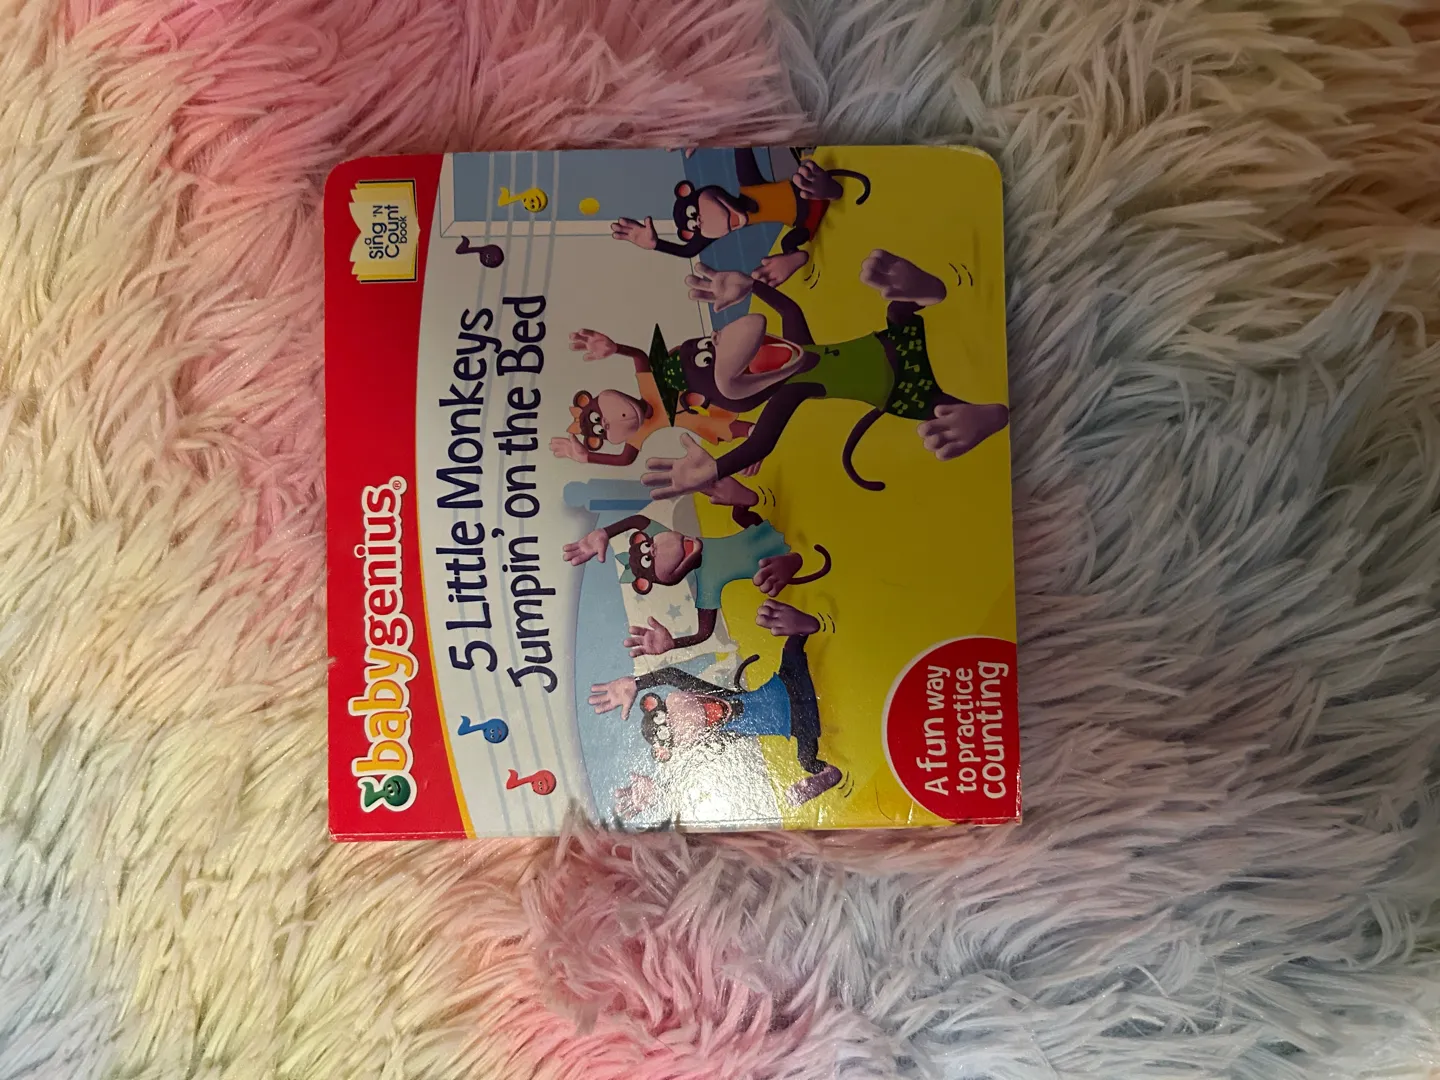 babygenius®
a
Sing 'N
Count
book
5 Little Monkeys
Jumpin' on the Bed
A fun way
to practice
counting